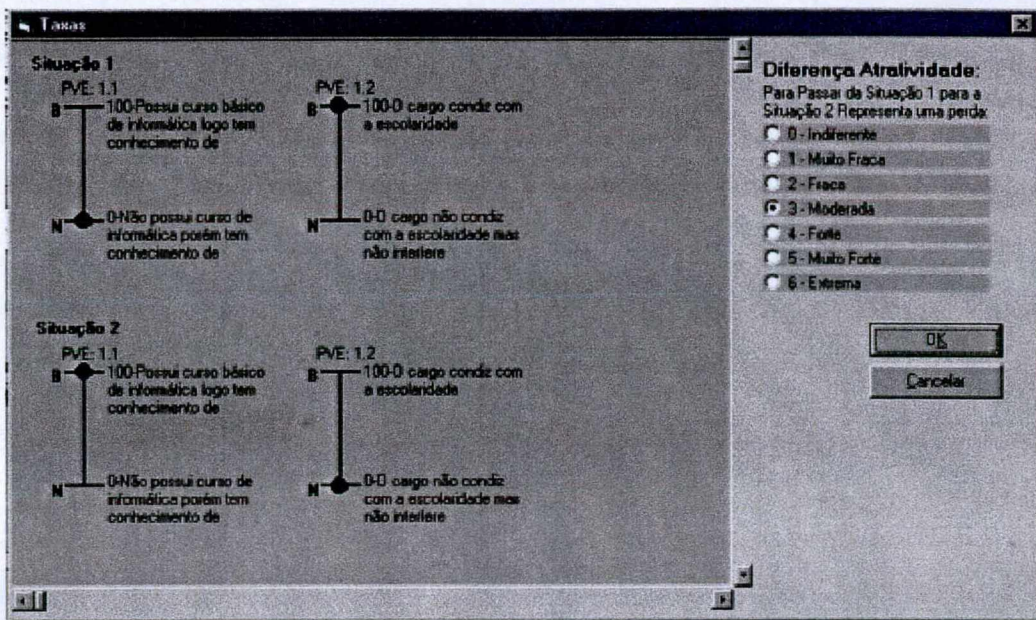 Taxas
Situação 1
PVE: 1.1
B 100-Possui curso básico
de informática logo tem
conhecimento de
N 0-Não possui curso de
informática porém tem
conhecimento de
PVE: 1.2
B 100-O cargo condiz com
a escolaridade
N 0-O cargo não condiz
com a escolaridade mas
não interfere
Situação 2
PVE: 1.1
B 100-Possui curso básico
de informática logo tem
conhecimento de
N 0-Não possui curso de
informática porém tem
conhecimento de
PVE: 1.2
B 100-O cargo condiz com
a escolaridade
N 0-O cargo não condiz
com a escolaridade mas
não interfere
Diferença Atratividade:
Para Passar da Situação 1 para a
Situação 2 Representa uma perda:
0 - Indiferente
1 - Muito Fraca
2 - Fraca
3 - Moderada
4 - Forte
5 - Muito Forte
6 - Extrema
OK
Cancelar